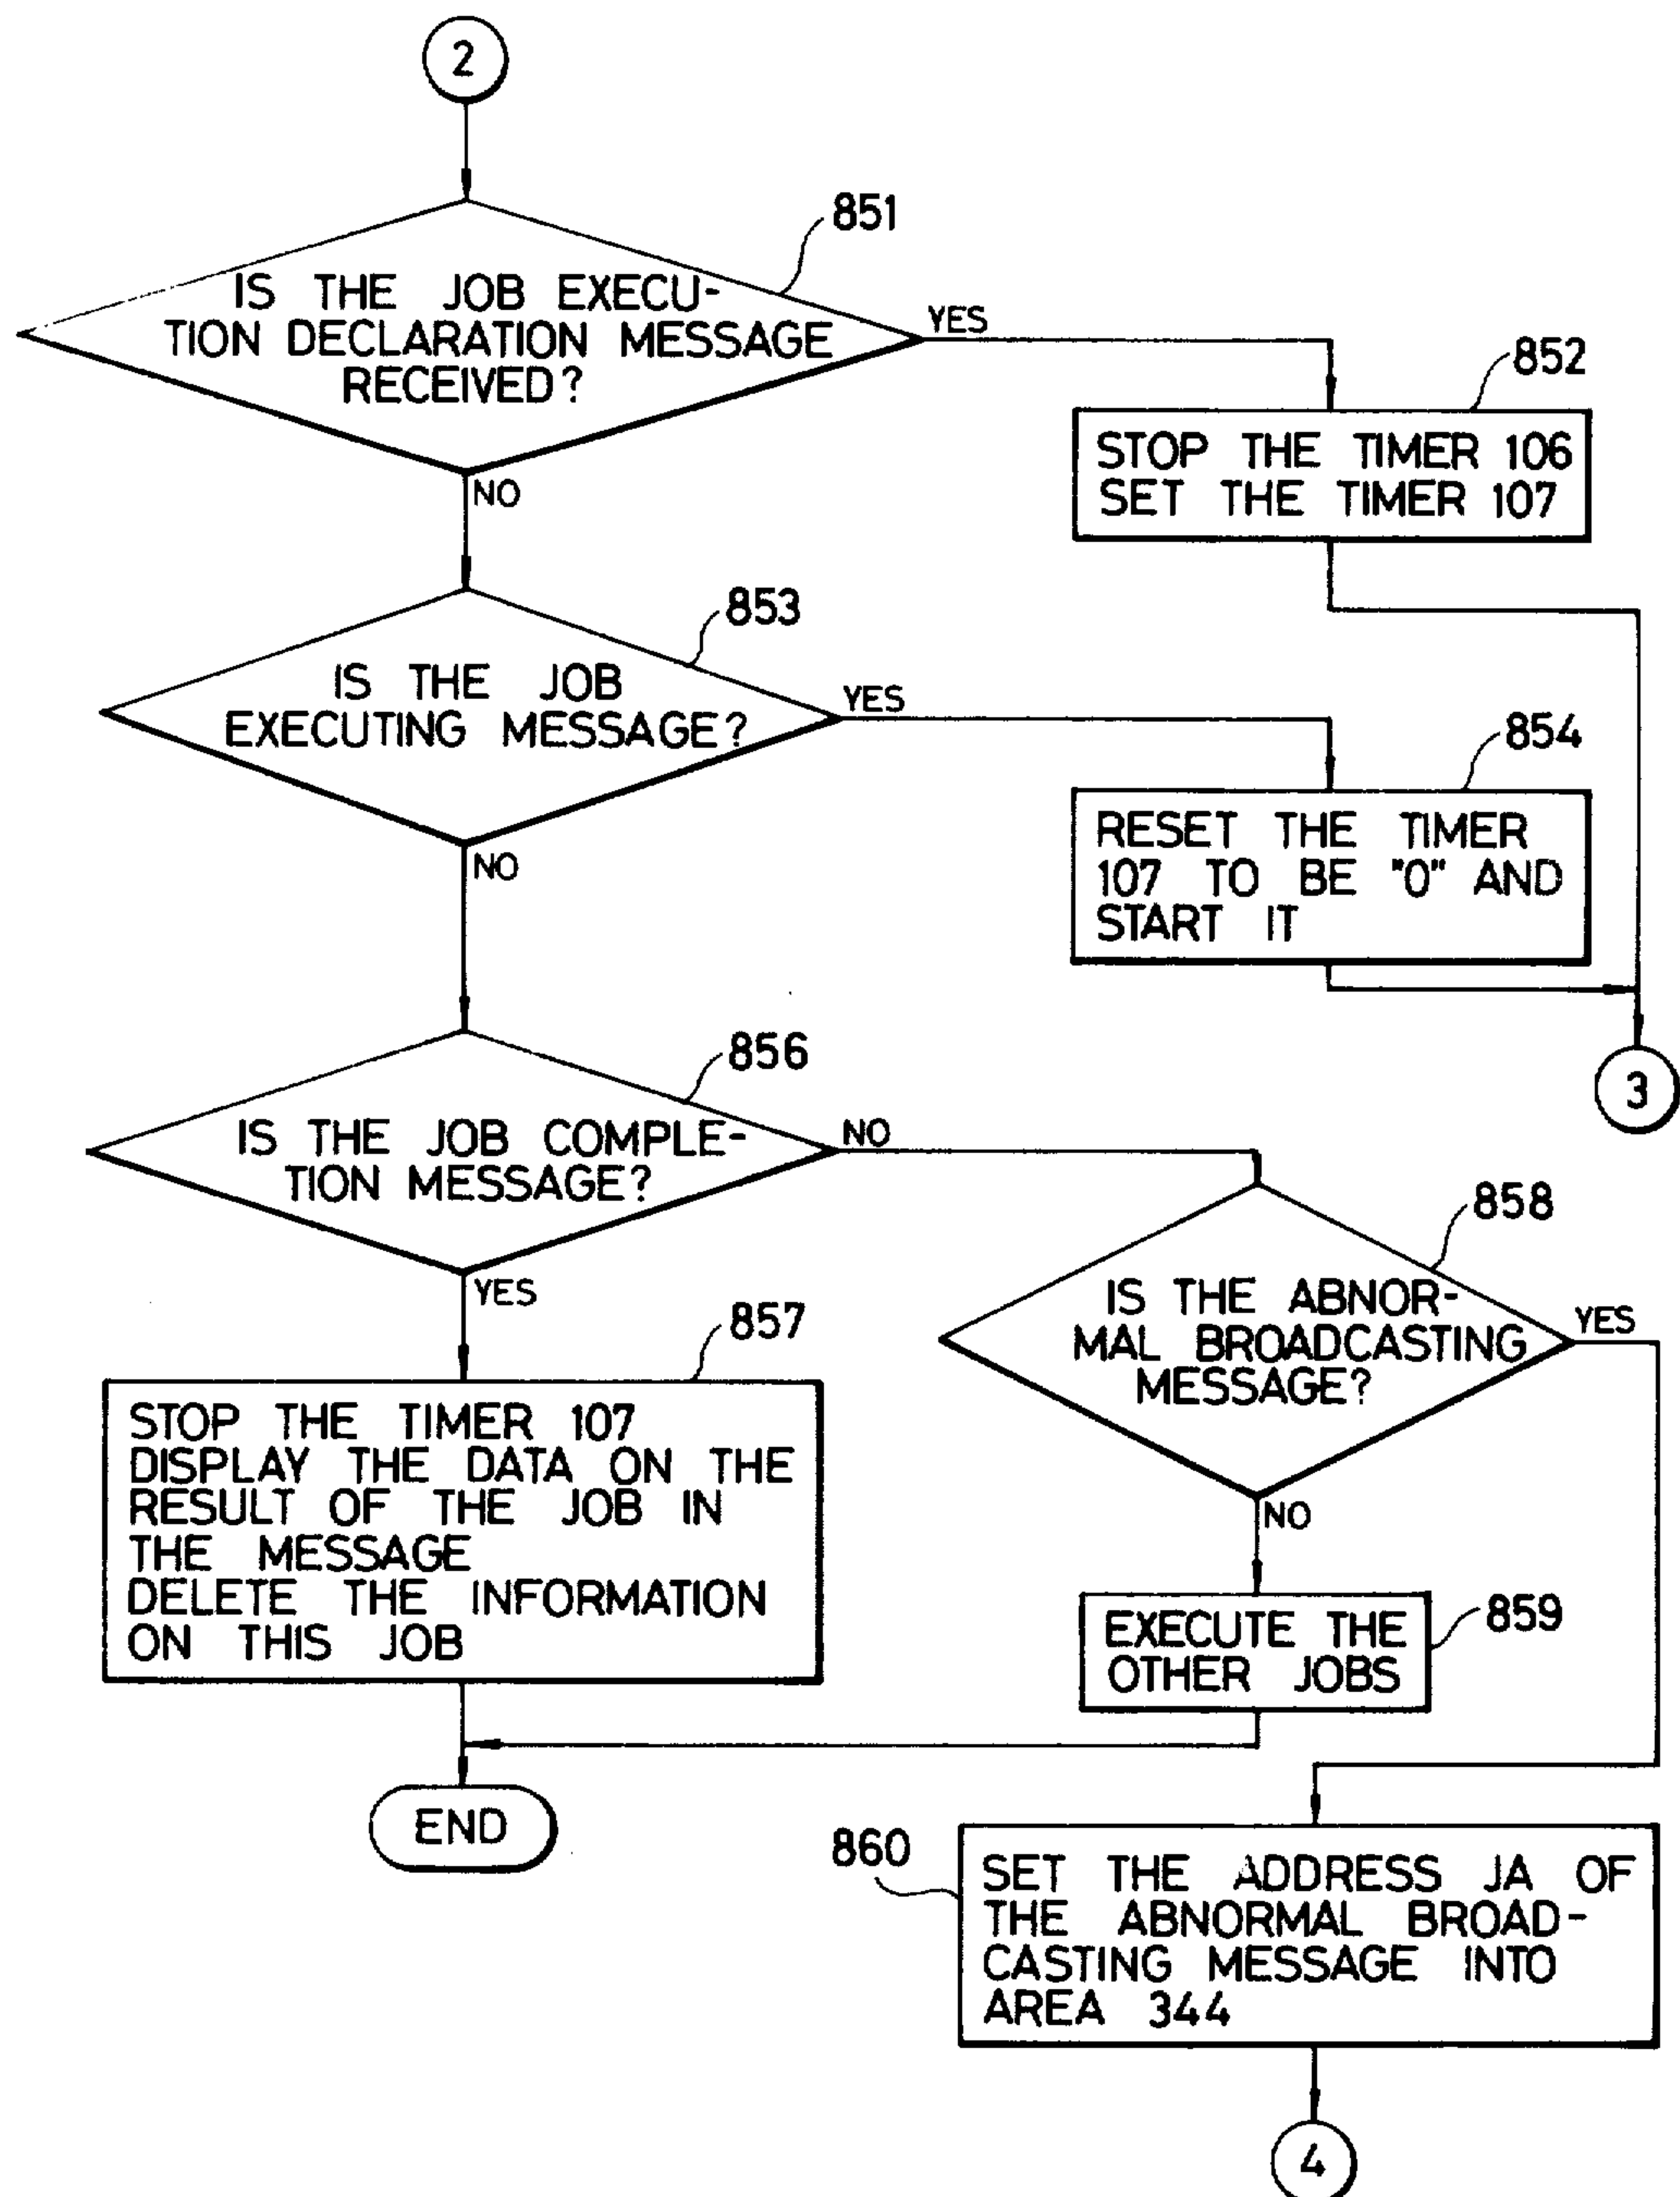 2
851
IS THE JOB EXECU-
TION DECLARATION MESSAGE
RECEIVED?
YES
NO
852
STOP THE TIMER 106
SET THE TIMER 107
853
IS THE JOB
EXECUTING MESSAGE?
YES
NO
854
RESET THE TIMER
107 TO BE "0" AND
START IT
3
856
IS THE JOB COMPLE-
TION MESSAGE?
NO
YES
858
IS THE ABNOR-
MAL BROADCASTING
MESSAGE?
YES
NO
857
STOP THE TIMER 107
DISPLAY THE DATA ON THE
RESULT OF THE JOB IN
THE MESSAGE
DELETE THE INFORMATION
ON THIS JOB
859
EXECUTE THE
OTHER JOBS
END
860
SET THE ADDRESS JA OF
THE ABNORMAL BROAD-
CASTING MESSAGE INTO
AREA 344
4